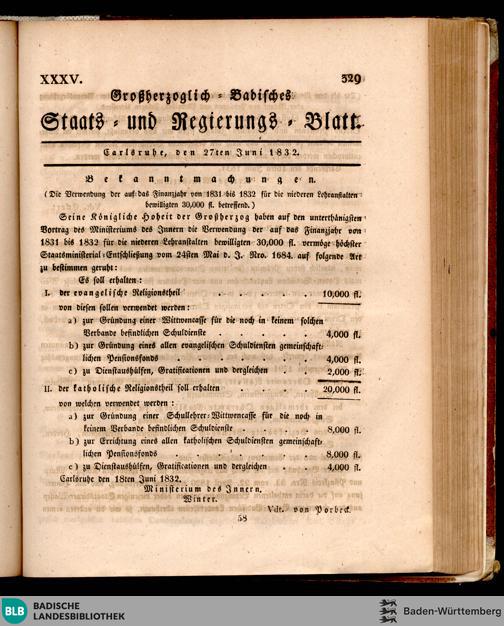 XXXV.
329
Großherzoglich - Badisches
Staats - und Regierungs - Blatt.
Carlsruhe, den 27ten Juni 1832.
Bekanntmachungen.
(Die Verwendung der auf das Finanzjahr von 1831 bis 1832 für die niederen Lehranstalten
bewilligten 30,000 fl. betreffend.)
Seine Königliche Hoheit der Großherzog haben auf den unterthänigsten
Vortrag des Ministeriums des Innern die Verwendung der auf das Finanzjahr von
1831 bis 1832 für die niederen Lehranstalten bewilligten 30,000 fl. vermöge höchster
Staatsministerial-Entschließung vom 24sten Mai d. J. Nro. 1684. auf folgende Art
zu bestimmen geruht:
Es soll erhalten:
I. der evangelische Religionstheil . . . . . 10,000 fl.
von diesen sollen verwendet werden:
a) zur Gründung einer Wittwencasse für die noch in keinem solchen
Verbande befindlichen Schuldienste . . . . 4,000 fl.
b) zur Gründung eines allen evangelischen Schuldiensten gemeinschaft-
lichen Pensionsfonds . . . . . . 4,000 fl.
c) zu Dienstaushülfen, Gratificationen und dergleichen . . 2,000 fl.
II. der katholische Religionstheil soll erhalten . . . . 20,000 fl.
von welchen verwendet werden:
a) zur Gründung einer Schullehrer-Wittwencasse für die noch in
keinem Verbande befindlichen Schuldienste . . . . 8,000 fl.
b) zur Errichtung eines allen katholischen Schuldiensten gemeinschaft-
lichen Pensionsfonds . . . . . . 8,000 fl.
c) zu Dienstaushülfen, Gratificationen und dergleichen . . 4,000 fl.
Carlsruhe den 18ten Juni 1832.
Ministerium des Innern.
Winter.
Vdt. von Porbeck.
58
BLB BADISCHE
LANDESBIBLIOTHEK
Baden-Württemberg